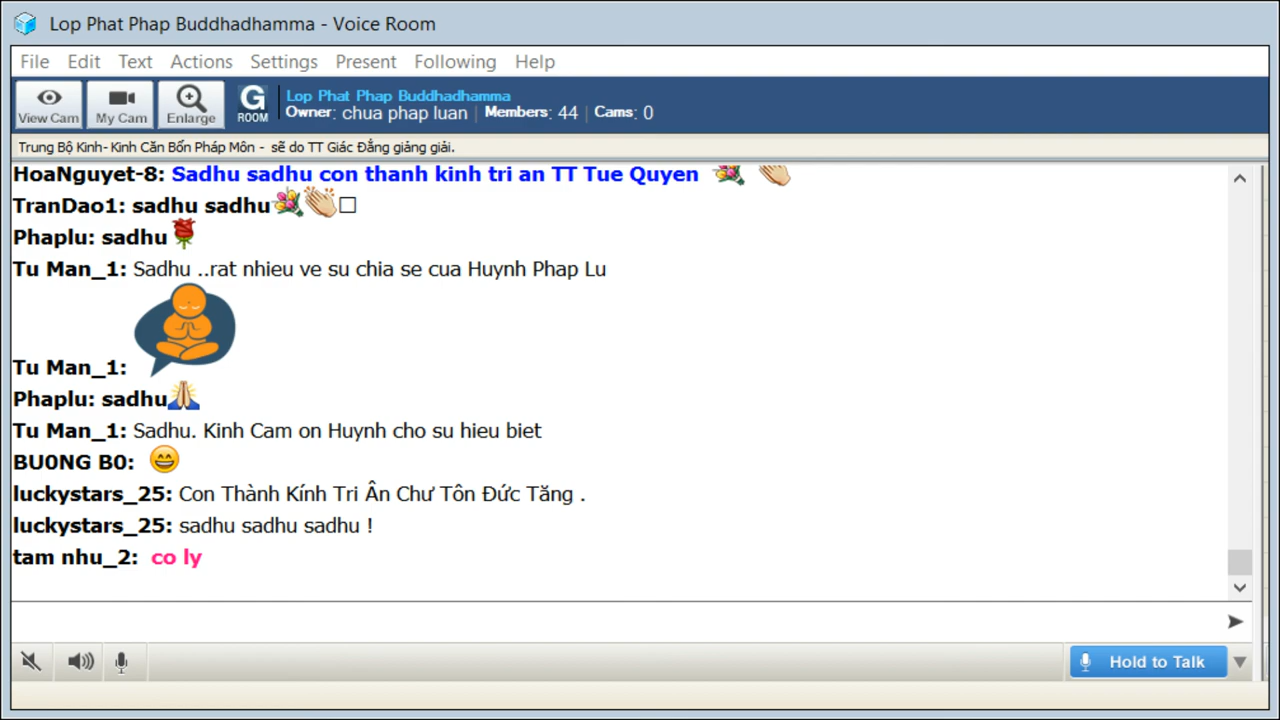 Lop Phat Phap Buddhadhamma - Voice Room
File Edit Text Actions Settings Present Following Help
View Cam My Cam Enlarge G ROOM Lop Phat Phap Buddhadhamma
Owner: chua phap luan | Members: 44 | Cams: 0
Trung Bộ Kinh- Kinh Căn Bổn Pháp Môn - sẽ do TT Giác Đẳng giảng giải.
HoaNguyet-8: Sadhu sadhu con thanh kinh tri an TT Tue Quyen 💐 👏
TranDao1: sadhu sadhu💐👏□
Phaplu: sadhu🌹
Tu Man_1: Sadhu ..rat nhieu ve su chia se cua Huynh Phap Lu
Tu Man_1:
Phaplu: sadhu🙏
Tu Man_1: Sadhu. Kinh Cam on Huynh cho su hieu biet
BU0NG B0: 😄
luckystars_25: Con Thành Kính Tri Ân Chư Tôn Đức Tăng .
luckystars_25: sadhu sadhu sadhu !
tam nhu_2: co ly
Hold to Talk